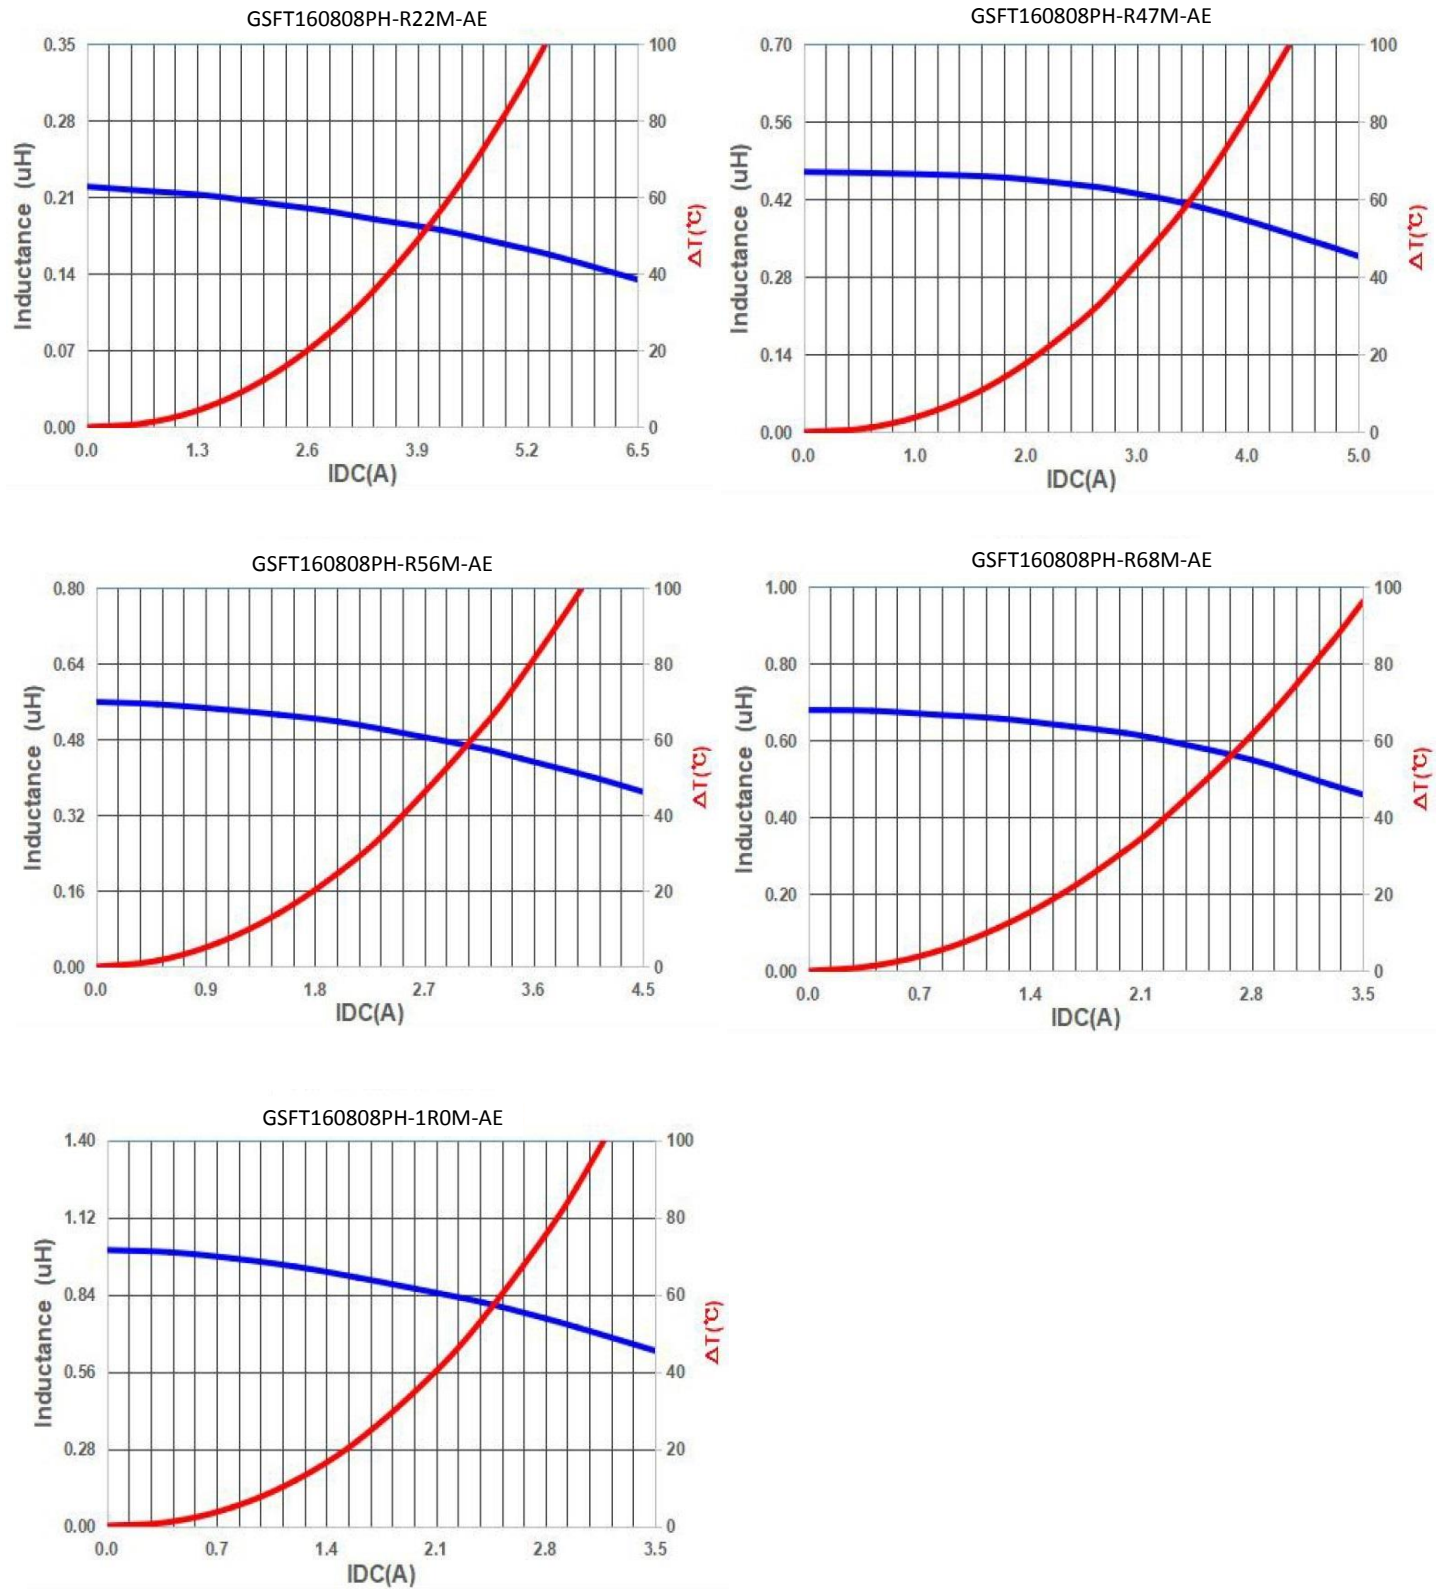 GSFT160808PH-R22M-AE
0.35
0.28
0.21
0.14
0.07
0.00
100
80
60
40
20
0
0.0 1.3 2.6 3.9 5.2 6.5
Inductance (uH)
ΔT(℃)
IDC(A)
GSFT160808PH-R47M-AE
0.70
0.56
0.42
0.28
0.14
0.00
100
80
60
40
20
0
0.0 1.0 2.0 3.0 4.0 5.0
Inductance (uH)
ΔT(℃)
IDC(A)
GSFT160808PH-R56M-AE
0.80
0.64
0.48
0.32
0.16
0.00
100
80
60
40
20
0
0.0 0.9 1.8 2.7 3.6 4.5
Inductance (uH)
ΔT(℃)
IDC(A)
GSFT160808PH-R68M-AE
1.00
0.80
0.60
0.40
0.20
0.00
100
80
60
40
20
0
0.0 0.7 1.4 2.1 2.8 3.5
Inductance (uH)
ΔT(℃)
IDC(A)
GSFT160808PH-1R0M-AE
1.40
1.12
0.84
0.56
0.28
0.00
100
80
60
40
20
0
0.0 0.7 1.4 2.1 2.8 3.5
Inductance (uH)
ΔT(℃)
IDC(A)